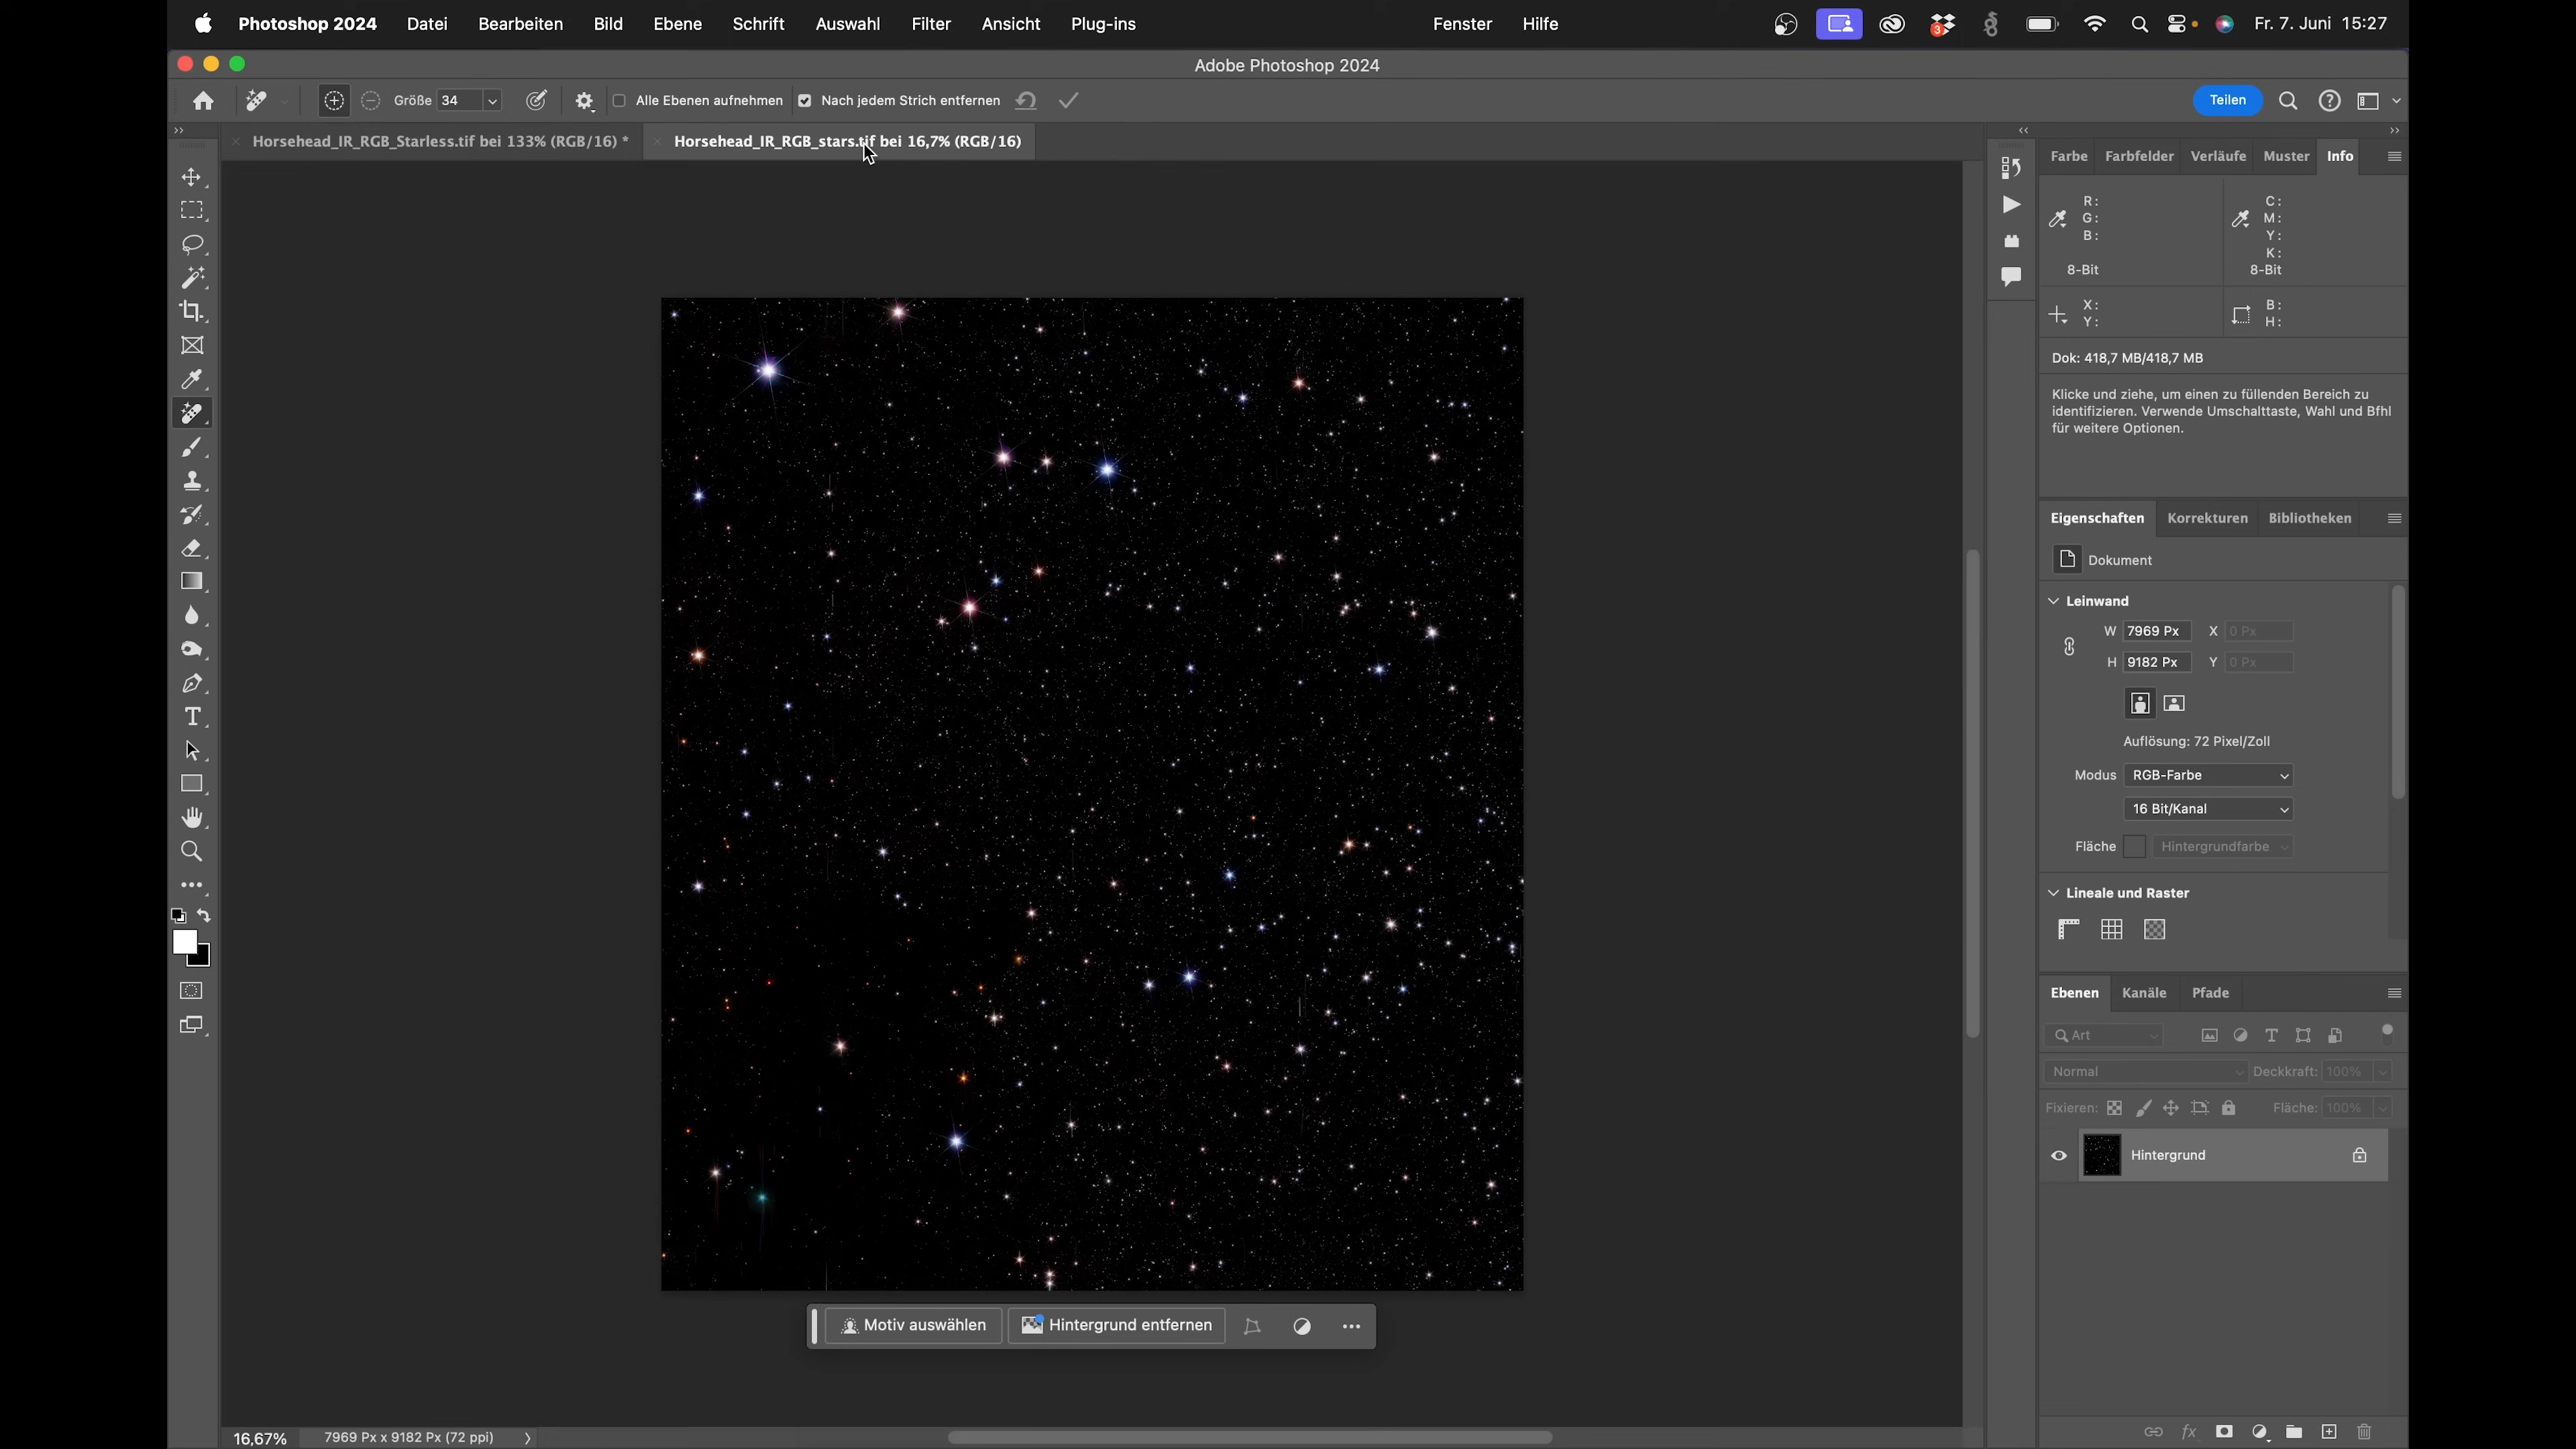 Photoshop 2024 Datei Bearbeiten Bild Ebene Schrift Auswahl Filter Ansicht Plug-ins Fenster Hilfe 3 Fr. 7. Juni 15:27
Adobe Photoshop 2024
Größe 34 Alle Ebenen aufnehmen Nach jedem Strich entfernen Teilen
Horsehead_IR_RGB_Starless.tif bei 133% (RGB/16) * Horsehead_IR_RGB_stars.tif bei 16,7% (RGB/16)
Farbe Farbfelder Verläufe Muster Info
R: C:
G: M:
B: Y:
K:
8-Bit 8-Bit
X: B:
Y: H:
Dok: 418,7 MB/418,7 MB
Klicke und ziehe, um einen zu füllenden Bereich zu
identifizieren. Verwende Umschalttaste, Wahl und Bfhl
für weitere Optionen.
Eigenschaften Korrekturen Bibliotheken
Dokument
Leinwand
W 7969 Px X 0 Px
H 9182 Px Y 0 Px
Auflösung: 72 Pixel/Zoll
Modus RGB-Farbe
16 Bit/Kanal
Fläche Hintergrundfarbe
Lineale und Raster
Ebenen Kanäle Pfade
Art
Normal Deckkraft: 100%
Fixieren: Fläche: 100%
Hintergrund
Motiv auswählen Hintergrund entfernen
16,67% 7969 Px x 9182 Px (72 ppi)